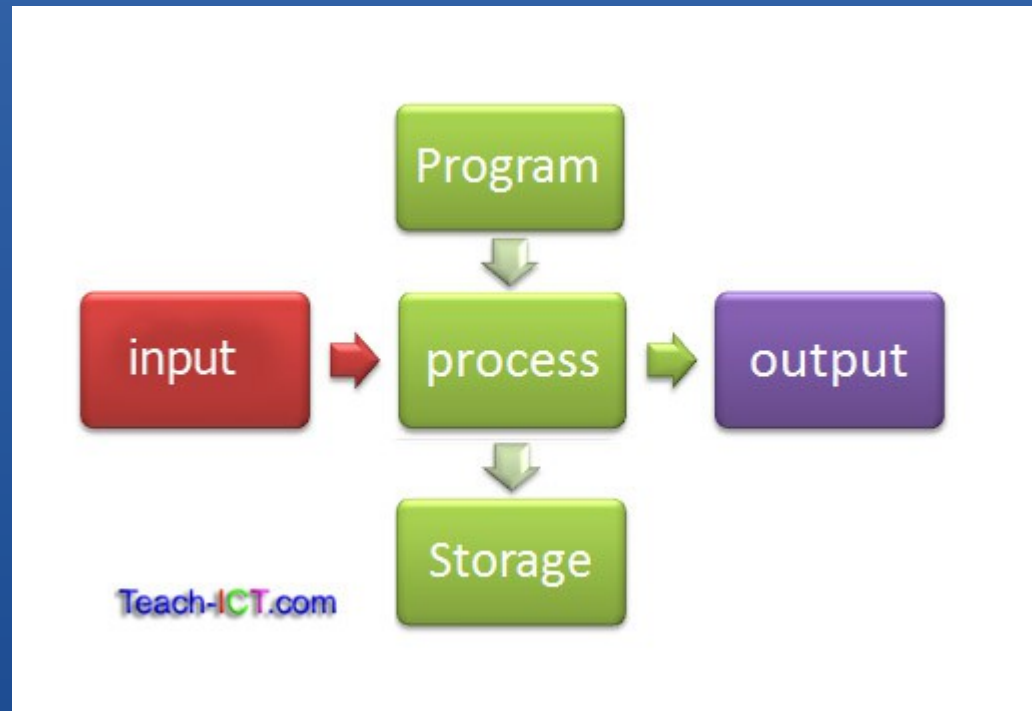 Program
input
process
output
Storage
Teach-ICT.com